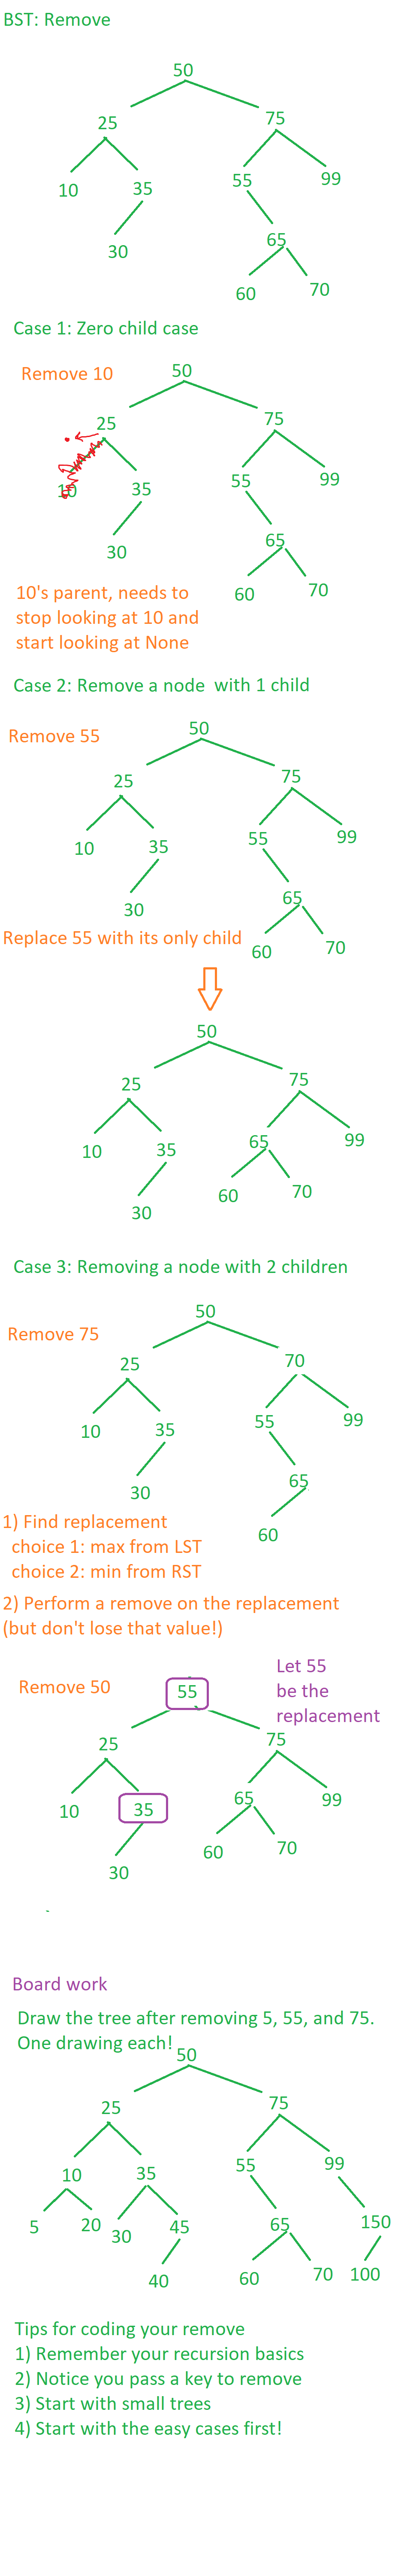 BST: Remove
50
25 75
10 35 55 99
30 65
60 70
Case 1: Zero child case
Remove 10
50
25 75
10 35 55 99
30 65
60 70
10's parent, needs to
stop looking at 10 and
start looking at None
Case 2: Remove a node with 1 child
Remove 55
50
25 75
10 35 55 99
30 65
60 70
Replace 55 with its only child
50
25 75
10 35 65 99
30 60 70
Case 3: Removing a node with 2 children
Remove 75
50
25 70
10 35 55 99
30 65
60
1) Find replacement
choice 1: max from LST
choice 2: min from RST
2) Perform a remove on the replacement
(but don't lose that value!)
Remove 50
Let 55
be the
replacement
55
25 75
10 35 65 99
30 60 70
Board work
Draw the tree after removing 5, 55, and 75.
One drawing each!
50
25 75
10 35 55 99
5 20 30 45 65 150
40 60 70 100
Tips for coding your remove
1) Remember your recursion basics
2) Notice you pass a key to remove
3) Start with small trees
4) Start with the easy cases first!